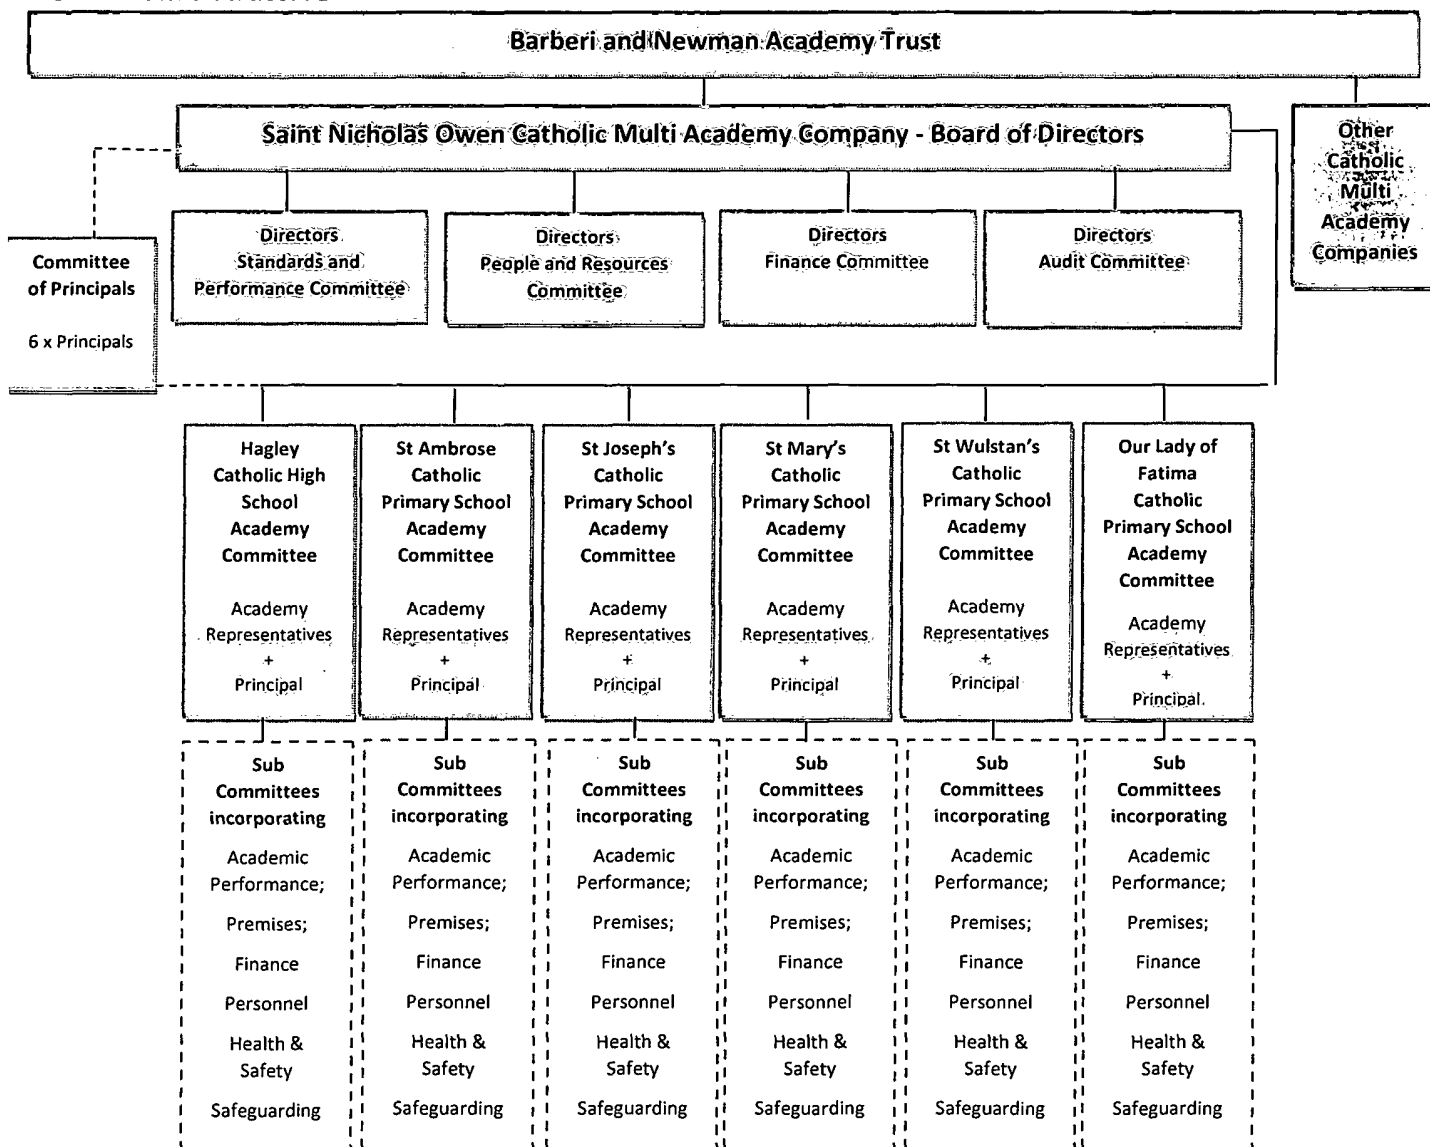 Barberi and Newman Academy Trust
Saint Nicholas Owen Catholic Multi Academy Company - Board of Directors
Other
Catholic
Multi
Academy
Companies
Committee
of Principals
6 x Principals
Directors
Standards and
Performance Committee
Directors
People and Resources
Committee
Directors
Finance Committee
Directors
Audit Committee
Hagley
Catholic High
School
Academy
Committee
Academy
Representatives
+
Principal
St Ambrose
Catholic
Primary School
Academy
Committee
Academy
Representatives
+
Principal
St Joseph's
Catholic
Primary School
Academy
Committee
Academy
Representatives
+
Principal
St Mary's
Catholic
Primary School
Academy
Committee
Academy
Representatives
+
Principal
St Wulstan's
Catholic
Primary School
Academy
Committee
Academy
Representatives
+
Principal
Our Lady of
Fatima
Catholic
Primary School
Academy
Committee
Academy
Representatives
+
Principal.
Sub
Committees
incorporating
Academic
Performance;
Premises;
Finance
Personnel
Health &
Safety
Safeguarding
Sub
Committees
incorporating
Academic
Performance;
Premises;
Finance
Personnel
Health &
Safety
Safeguarding
Sub
Committees
incorporating
Academic
Performance;
Premises;
Finance
Personnel
Health &
Safety
Safeguarding
Sub
Committees
incorporating
Academic
Performance;
Premises;
Finance
Personnel
Health &
Safety
Safeguarding
Sub
Committees
incorporating
Academic
Performance;
Premises;
Finance
Personnel
Health &
Safety
Safeguarding
Sub
Committees
incorporating
Academic
Performance;
Premises;
Finance
Personnel
Health &
Safety
Safeguarding